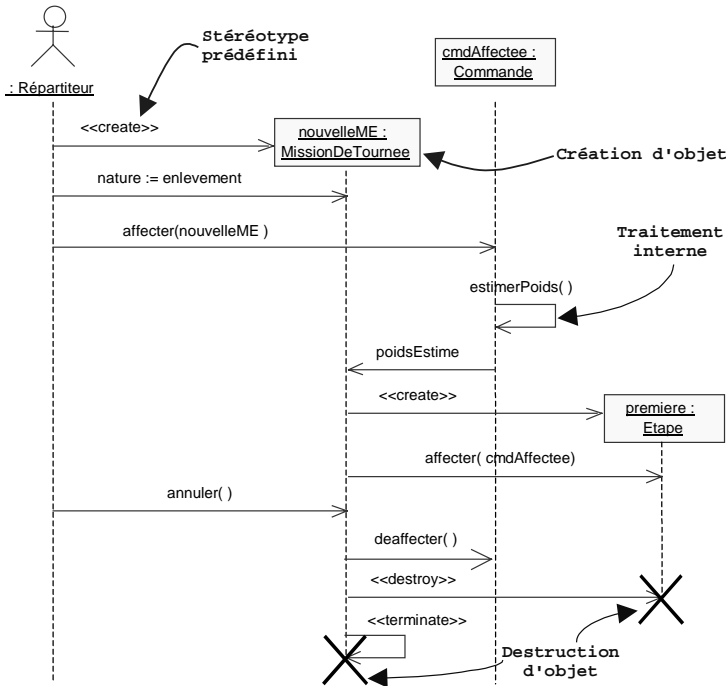 Stéréotype
prédéfini
cmdAffectee :
Commande
: Répartiteur
<<create>>
nouvelleME :
MissionDeTournee
Création d'objet
nature := enlevement
affecter(nouvelleME )
Traitement
interne
estimerPoids( )
poidsEstime
<<create>>
premiere :
Etape
affecter( cmdAffectee)
annuler( )
deaffecter( )
<<destroy>>
<<terminate>>
Destruction
d'objet